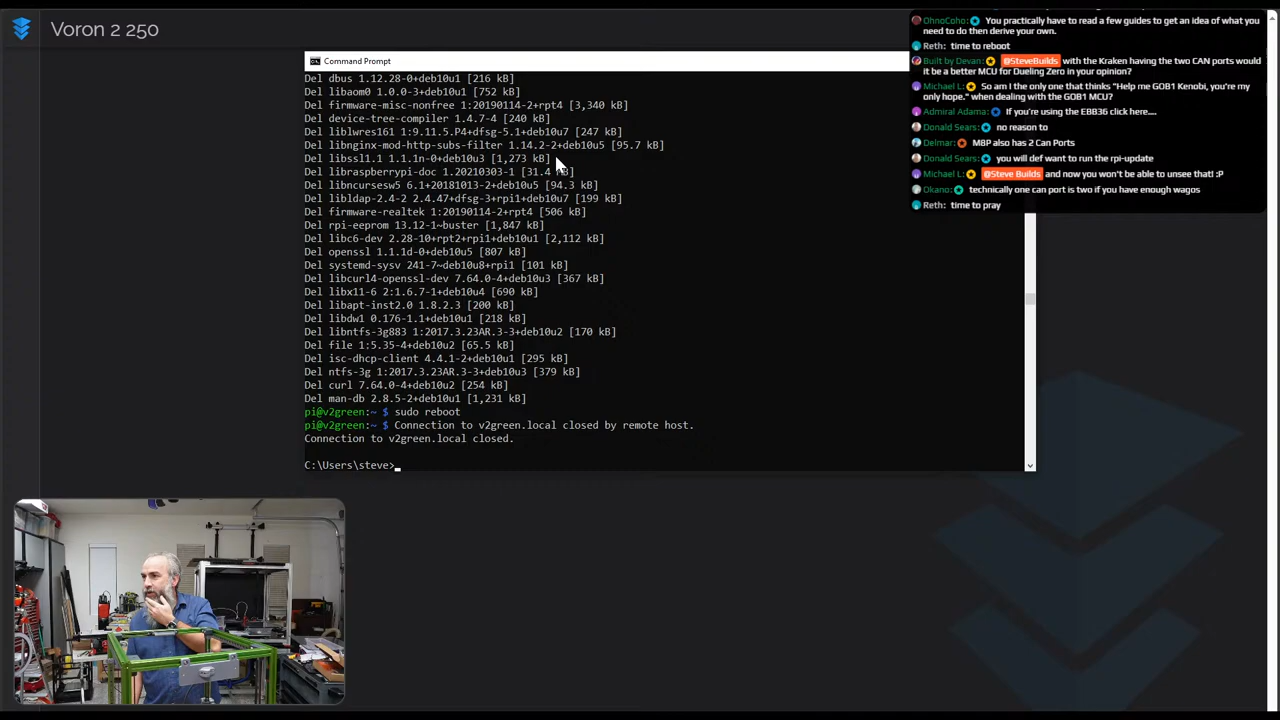 Voron 2 250
Command Prompt
Del dbus 1.12.28-0+deb10u1 [216 kB]
Del libaom0 1.0.0-3+deb10u1 [752 kB]
Del firmware-misc-nonfree 1:20190114-2+rpt4 [3,340 kB]
Del device-tree-compiler 1.4.7-4 [240 kB]
Del liblwres161 1:9.11.5.P4+dfsg-5.1+deb10u7 [247 kB]
Del libnginx-mod-http-subs-filter 1.14.2-2+deb10u5 [95.7 kB]
Del libssl1.1 1.1.1n-0+deb10u3 [1,273 kB]
Del libraspberrypi-doc 1.20210303-1 [31.4 kB]
Del libncursesw5 6.1+20181013-2+deb10u5 [94.3 kB]
Del libldap-2.4-2 2.4.47+dfsg-3+rpi1+deb10u7 [199 kB]
Del firmware-realtek 1:20190114-2+rpt4 [506 kB]
Del rpi-eeprom 13.12-1~buster [1,847 kB]
Del libc6-dev 2.28-10+rpt2+rpi1+deb10u1 [2,112 kB]
Del openssl 1.1.1d-0+deb10u5 [807 kB]
Del systemd-sysv 241-7~deb10u8+rpi1 [101 kB]
Del libcurl4-openssl-dev 7.64.0-4+deb10u3 [367 kB]
Del libx11-6 2:1.6.7-1+deb10u4 [690 kB]
Del libapt-inst2.0 1.8.2.3 [200 kB]
Del libdw1 0.176-1.1+deb10u1 [218 kB]
Del libntfs-3g883 1:2017.3.23AR.3-3+deb10u2 [170 kB]
Del file 1:5.35-4+deb10u2 [65.5 kB]
Del isc-dhcp-client 4.4.1-2+deb10u1 [295 kB]
Del ntfs-3g 1:2017.3.23AR.3-3+deb10u3 [379 kB]
Del curl 7.64.0-4+deb10u2 [254 kB]
Del man-db 2.8.5-2+deb10u1 [1,231 kB]
pi@v2green:~ $ sudo reboot
pi@v2green:~ $ Connection to v2green.local closed by remote host.
Connection to v2green.local closed.
C:\Users\steve>
OhnoCoho: You practically have to read a few guides to get an idea of what you
need to do then derive your own.
Reth: time to reboot
Built by Devan: @SteveBuilds with the Kraken having the two CAN ports would
it be a better MCU for Dueling Zero in your opinion?
Michael L: So am I the only one that thinks "Help me GOB1 Kenobi, you're my
only hope." when dealing with the GOB1 MCU?
Admiral Adama: If you're using the EBB36 click here....
Donald Sears: no reason to
Delmar: M8P also has 2 Can Ports
Donald Sears: you will def want to run the rpi-update
Michael L: @Steve Builds and now you won't be able to unsee that! :P
Okano: technically one can port is two if you have enough wagos
Reth: time to pray